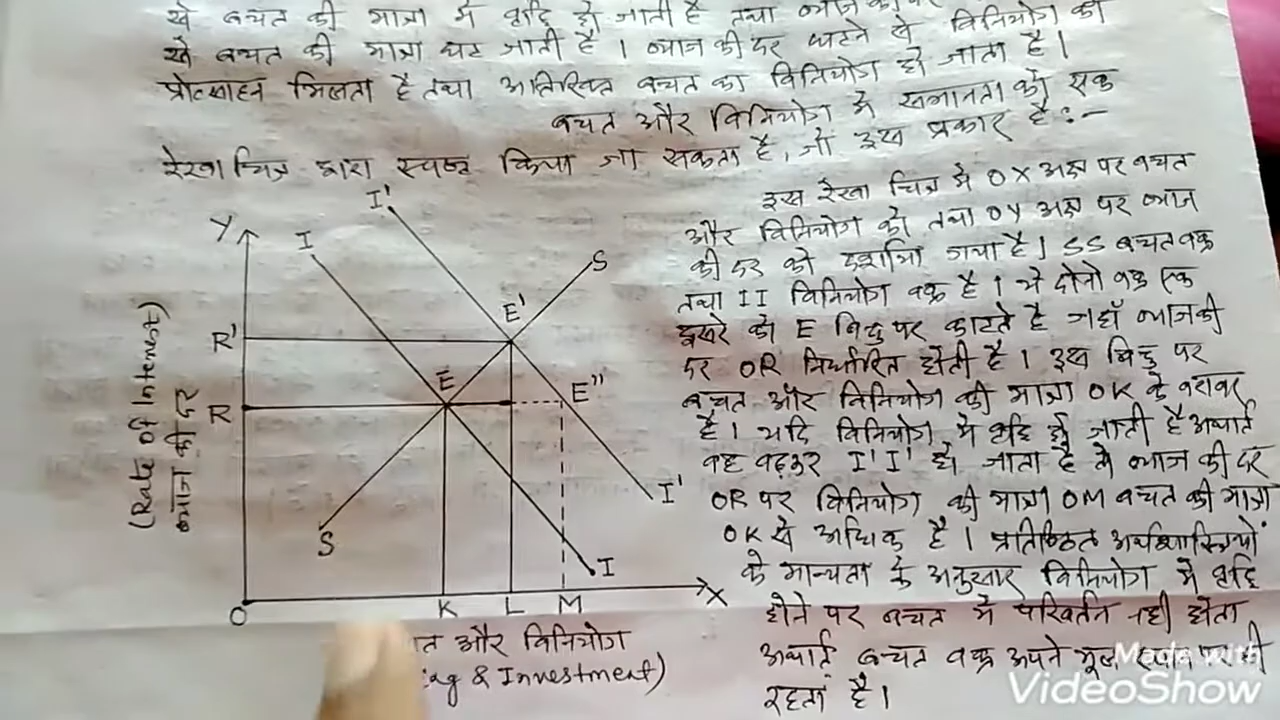 से बचत की मात्रा में वृद्धि हो जाती है तथा
से बचत की मात्रा घट जाती है । ब्याज की दर घटने से विनियोग को
प्रोत्साहन मिलता है तथा अतिरिक्त बचत का विनियोग हो जाता है ।
बचत और विनियोग में समानता को एक
रेखाचित्र द्वारा स्पष्ट किया जा सकता है, जो इस प्रकार है :-
इस रेखा चित्र में OX अक्ष पर बचत
और विनियोग को तथा OY अक्ष पर ब्याज
की दर को दर्शाया गया है । SS बचत वक्र
तथा II विनियोग वक्र है । ये दोनो वक्र एक
दूसरे को E बिंदु पर काटते है जहाँ ब्याज की
दर OR निर्धारित होती है । इस बिंदु पर
बचत और विनियोग की मात्रा OK के बराबर
है । यदि विनियोग में वृद्धि हो जाती है अर्थात
वह बढ़कर I'I' हो जाता है तो ब्याज की दर
OR पर विनियोग की मात्रा OM बचत की मात्रा
OK से अधिक है । प्रतिष्ठित अर्थशास्त्रियों
के मान्यता के अनुसार विनियोग में वृद्धि
होने पर बचत में परिवर्तन नही होता
अर्थात बचत वक्र अपने मूल स्थान पर ही
रहता है ।
Y
I
I'
S
E'
R'
E
E"
R
I'
S
I
O
K
L
M
X
(Rate of Interest)
ब्याज की दर
और विनियोग
& Investment)
Made with
VideoShow